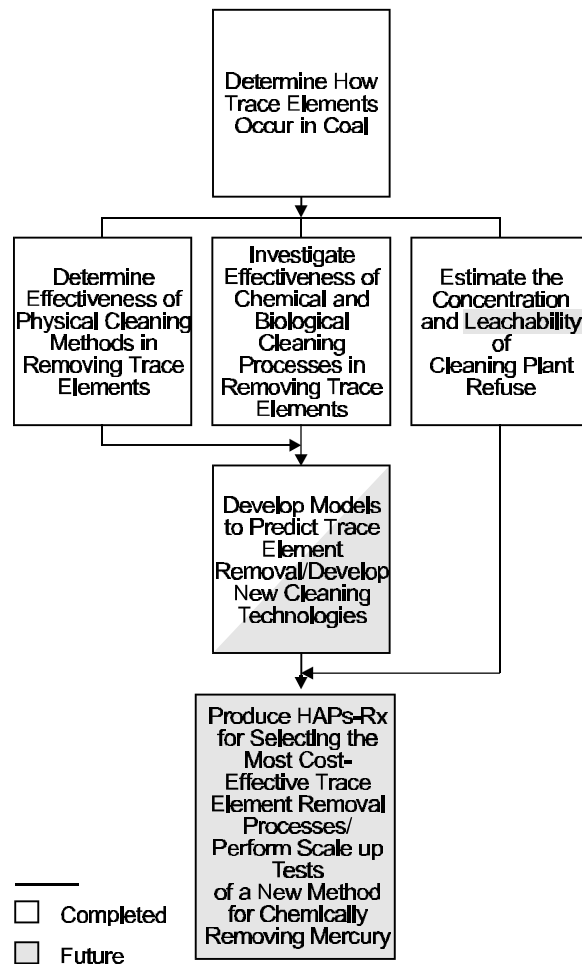 Determine How
Trace Elements
Occur in Coal
Determine
Effectiveness of
Physical Cleaning
Methods in
Removing Trace
Elements
Investigate
Effectiveness of
Chemical and
Biological
Cleaning
Processes in
Removing Trace
Elements
Estimate the
Concentration
and Leachability
of
Cleaning Plant
Refuse
Develop Models
to Predict Trace
Element
Removal/Develop
New Cleaning
Technologies
Produce HAPs-Rx
for Selecting the
Most Cost-
Effective Trace
Element Removal
Processes/
Perform Scale up
Tests
of a New Method
for Chemically
Removing Mercury
Completed
Future